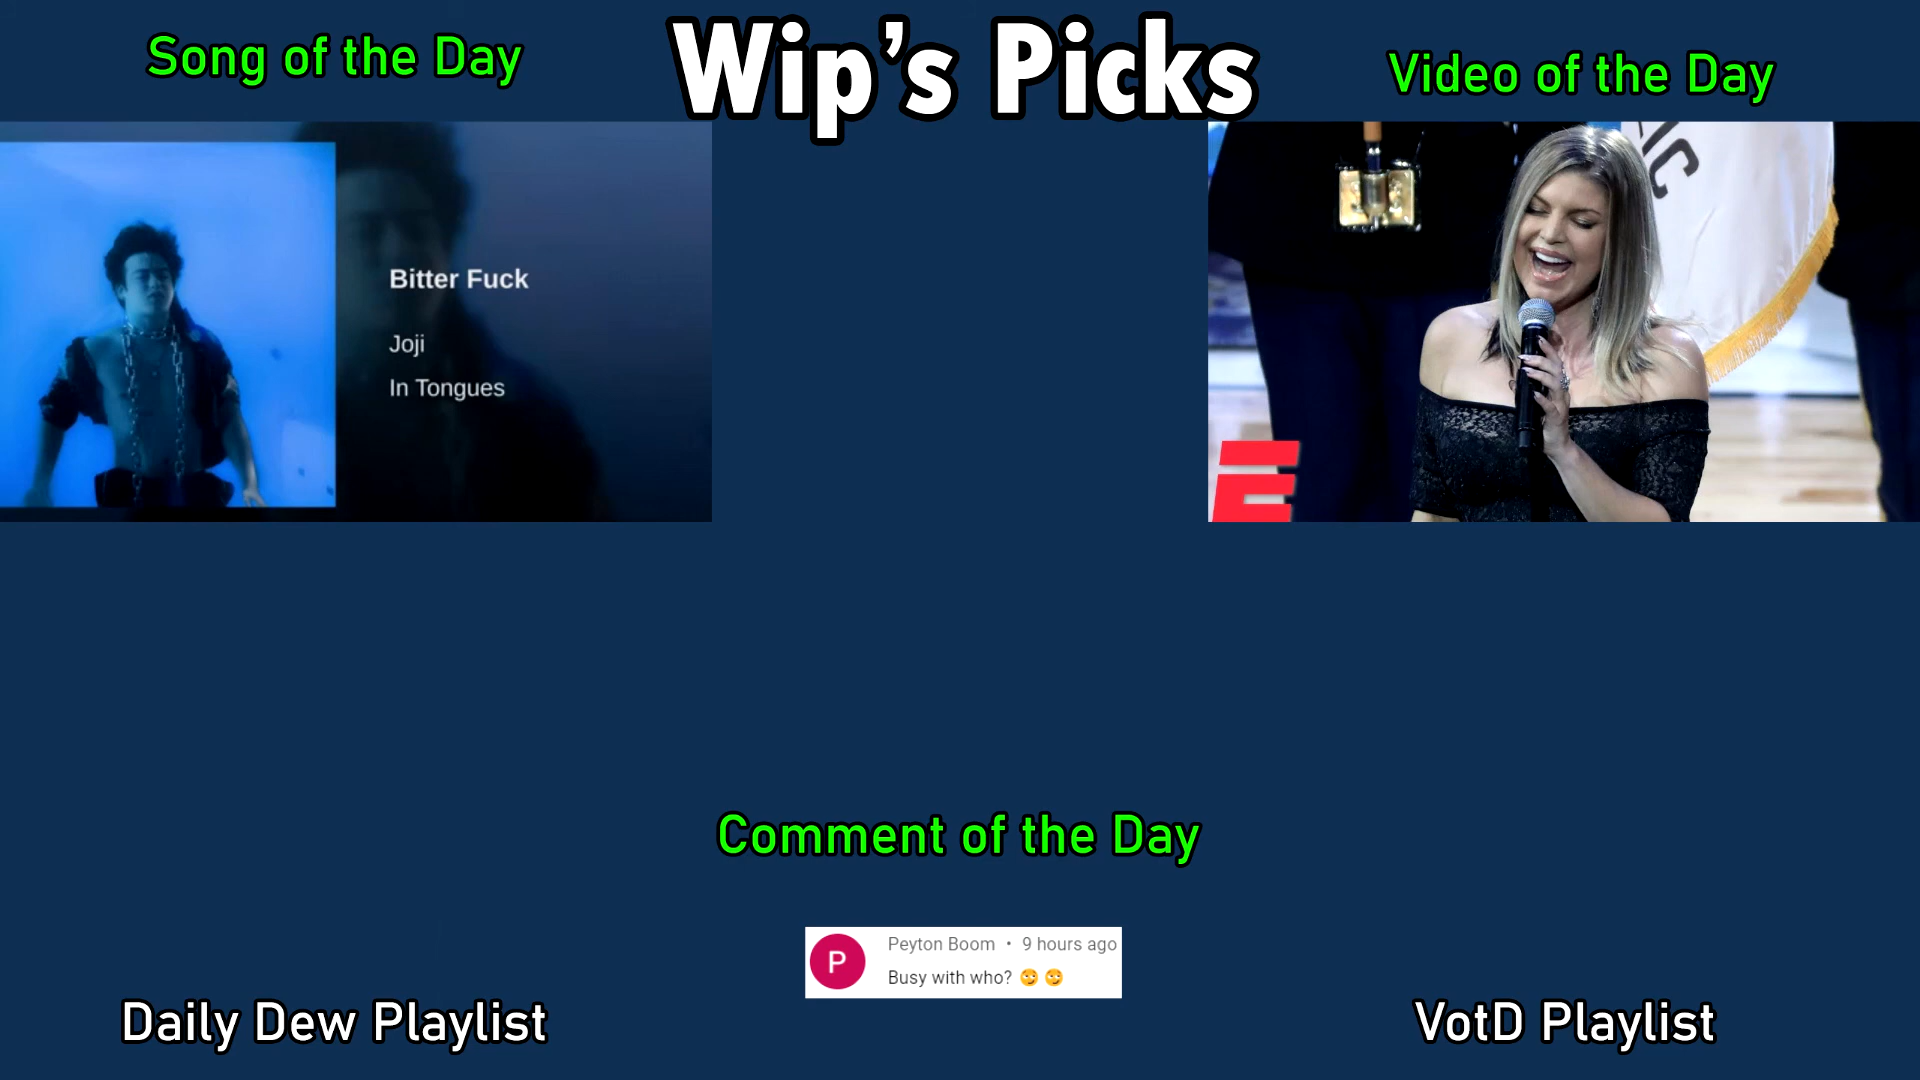 Wip's Picks
Song of the Day
Video of the Day
Bitter Fuck
Joji
In Tongues
IC
E
Comment of the Day
P
Peyton Boom • 9 hours ago
Busy with who? 🙄 🙄
Daily Dew Playlist
VotD Playlist